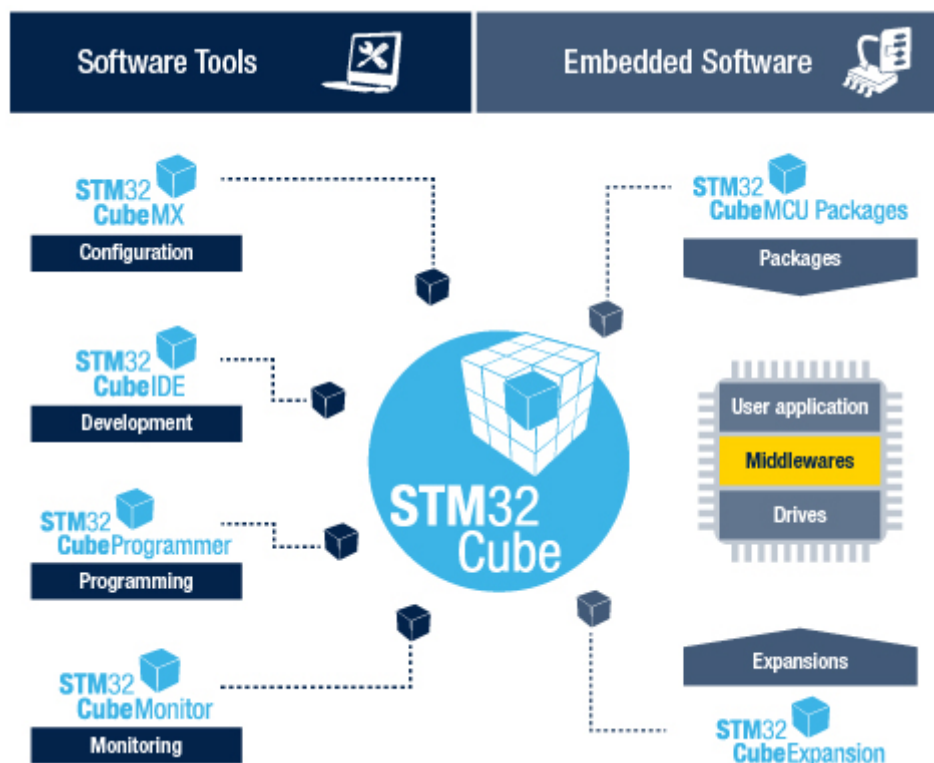 Software Tools
Embedded Software
STM32
CubeMX
Configuration
STM32
CubeIDE
Development
STM32
CubeProgrammer
Programming
STM32
CubeMonitor
Monitoring
STM32
Cube
STM32
CubeMCU Packages
Packages
User application
Middlewares
Drives
Expansions
STM32
CubeExpansion